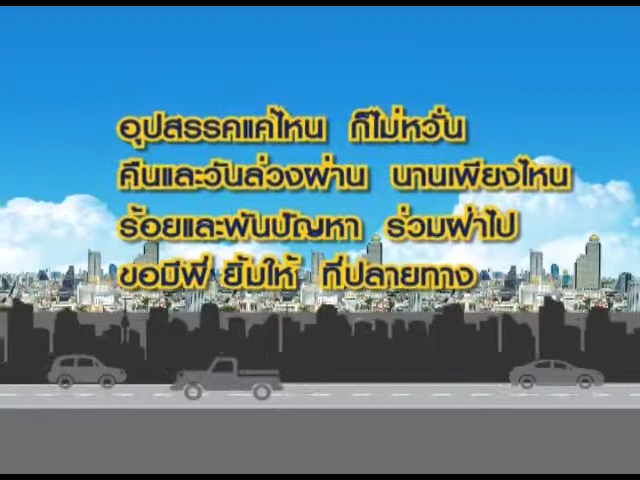 อุปสรรคแค่ไหน ก็ไม่หวั่น
คืนและวันล่วงผ่าน นานเพียงไหน
ร้อยและพันปัญหา ร่วมฝ่าไป
ขอมีพี่ ยิ้มให้ ที่ปลายทาง